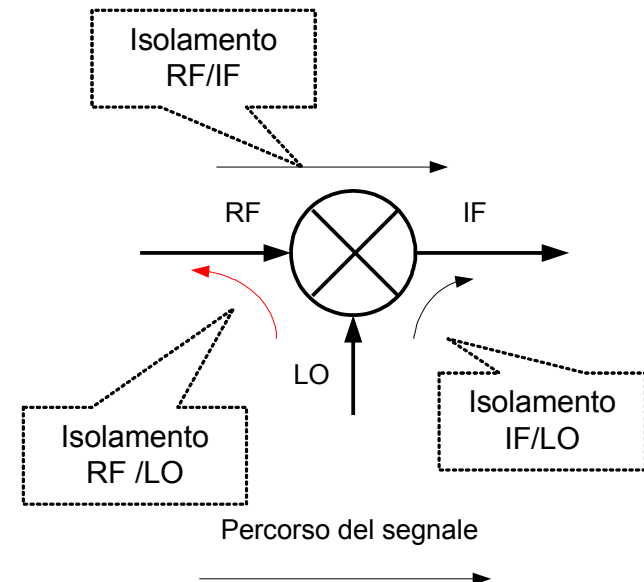 Isolamento
RF/IF
RF
IF
LO
Isolamento
RF /LO
Isolamento
IF/LO
Percorso del segnale